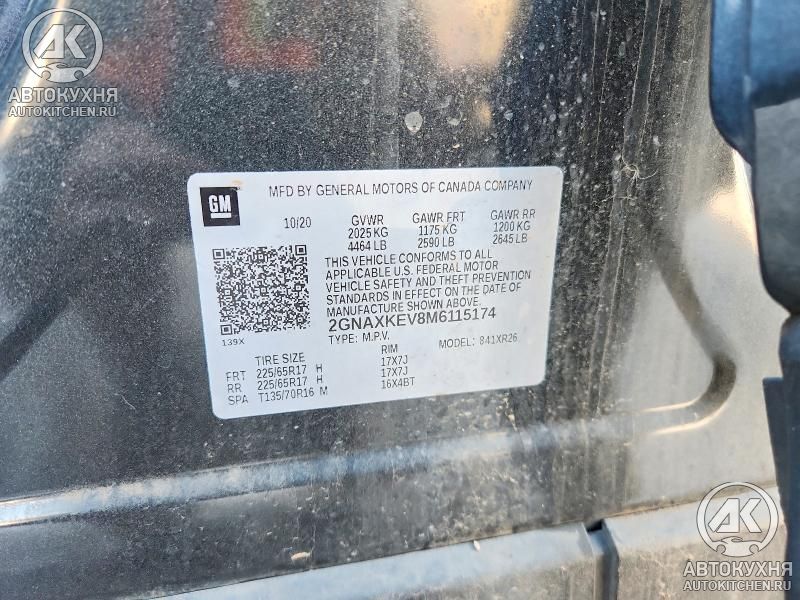 АК
АВТОКУХНЯ
AUTOKITCHEN.RU
GM
MFD BY GENERAL MOTORS OF CANADA COMPANY
10/20 GVWR GAWR FRT GAWR RR
2025 KG 1175 KG 1200 KG
4464 LB 2590 LB 2645 LB
THIS VEHICLE CONFORMS TO ALL
APPLICABLE U.S. FEDERAL MOTOR
VEHICLE SAFETY AND THEFT PREVENTION
STANDARDS IN EFFECT ON THE DATE OF
MANUFACTURE SHOWN ABOVE.
2GNAXKEV8M6115174
139X
TYPE: M.P.V. MODEL: 841XR26
TIRE SIZE RIM
FRT 225/65R17 H 17X7J
RR 225/65R17 H 17X7J
SPA T135/70R16 M 16X4BT
АК
АВТОКУХНЯ
AUTOKITCHEN.RU